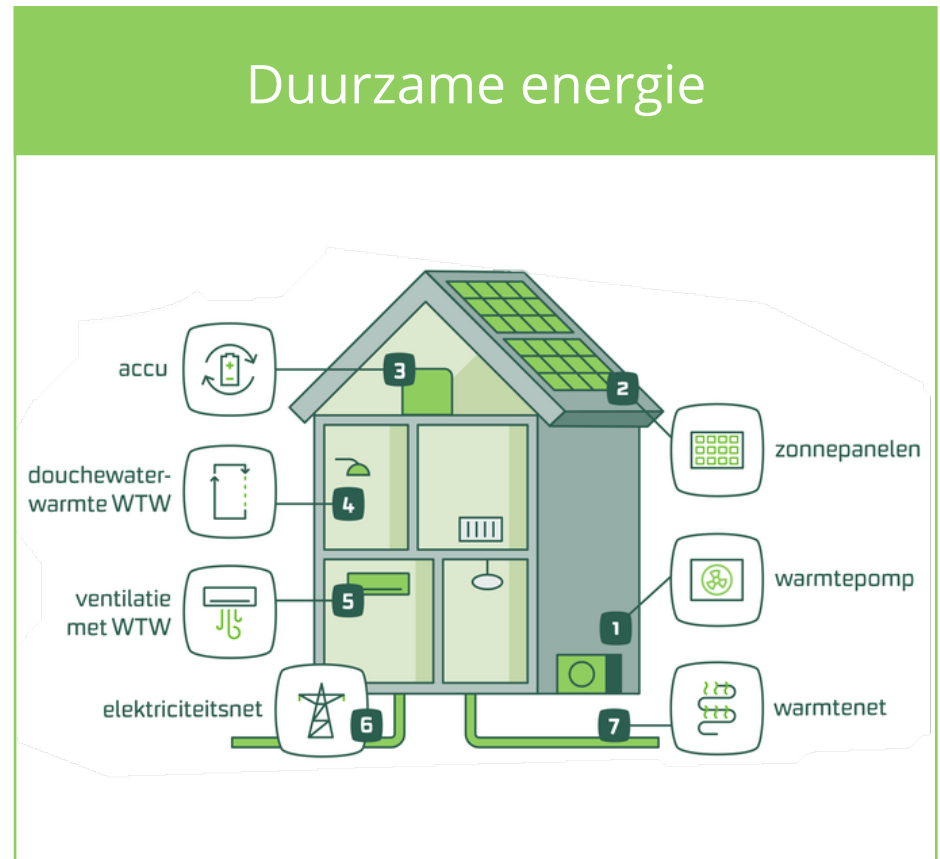 Duurzame energie
accu
3
2
douchewater-
warmte WTW
4
zonnepanelen
ventilatie
met WTW
5
1
warmtepomp
elektriciteitsnet
6
7
warmtenet